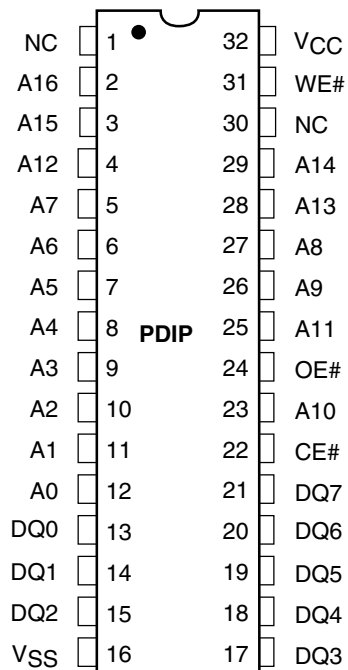 NC 1 32 VCC
A16 2 31 WE#
A15 3 30 NC
A12 4 29 A14
A7 5 28 A13
A6 6 27 A8
A5 7 26 A9
A4 8 PDIP 25 A11
A3 9 24 OE#
A2 10 23 A10
A1 11 22 CE#
A0 12 21 DQ7
DQ0 13 20 DQ6
DQ1 14 19 DQ5
DQ2 15 18 DQ4
VSS 16 17 DQ3